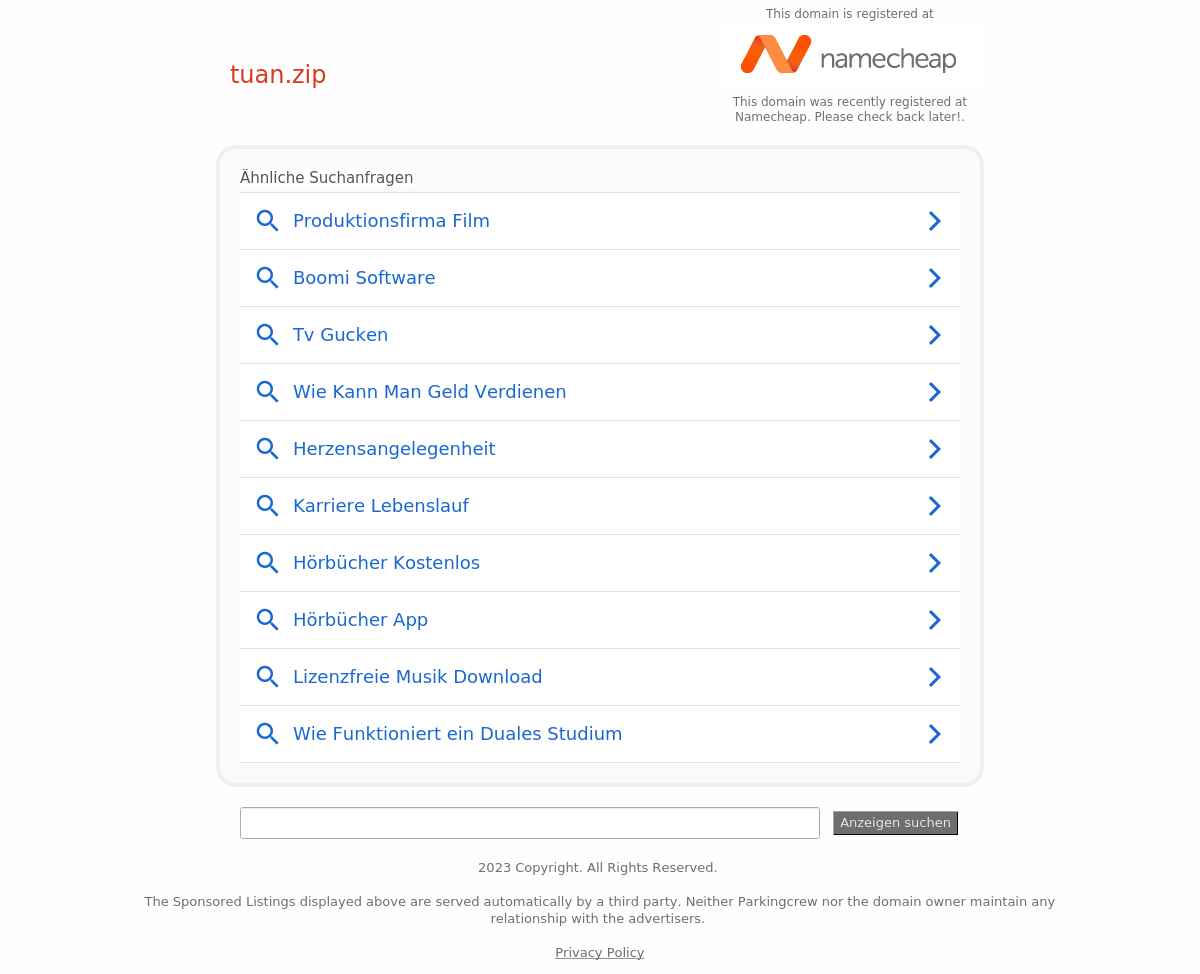 This domain is registered at
namecheap
tuan.zip
This domain was recently registered at
Namecheap. Please check back later!.
Ähnliche Suchanfragen
Produktionsfirma Film
Boomi Software
Tv Gucken
Wie Kann Man Geld Verdienen
Herzensangelegenheit
Karriere Lebenslauf
Hörbücher Kostenlos
Hörbücher App
Lizenzfreie Musik Download
Wie Funktioniert ein Duales Studium
Anzeigen suchen
2023 Copyright. All Rights Reserved.
The Sponsored Listings displayed above are served automatically by a third party. Neither Parkingcrew nor the domain owner maintain any
relationship with the advertisers.
Privacy Policy